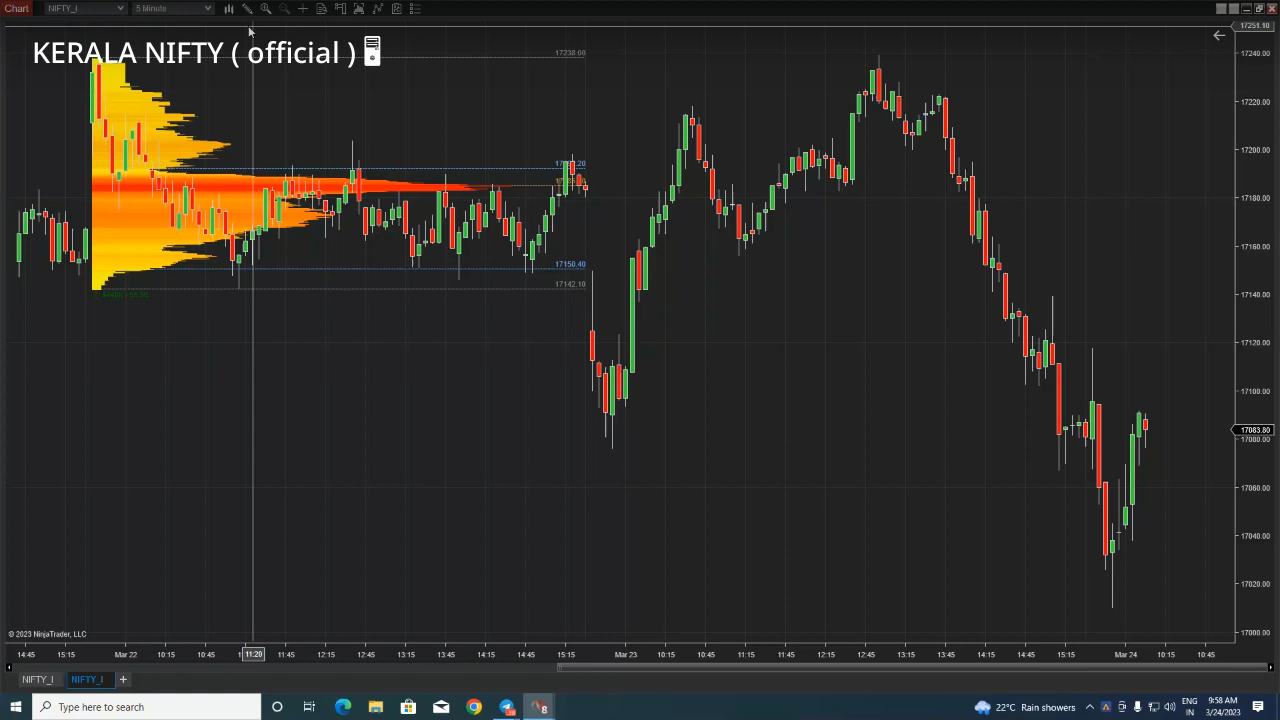 Chart NIFTY_I 5 Minute
17251.10
KERALA NIFTY ( official )
17238.60
17240.00
17220.00
17200.00
17180.00
17160.00
17150.40
17142.10
17140.00
17120.00
17100.00
17083.80
17080.00
17060.00
17040.00
17020.00
17000.00
© 2023 NinjaTrader, LLC
14:45 15:15 Mar 22 10:15 10:45 11:20 11:45 12:15 12:45 13:15 13:45 14:15 14:45 15:15 Mar 23 10:15 10:45 11:15 11:45 12:15 12:45 13:15 13:45 14:15 14:45 15:15 Mar 24 10:15 10:45
NIFTY_I NIFTY_I +
Type here to search
22°C Rain showers
ENG
IN
9:58 AM
3/24/2023